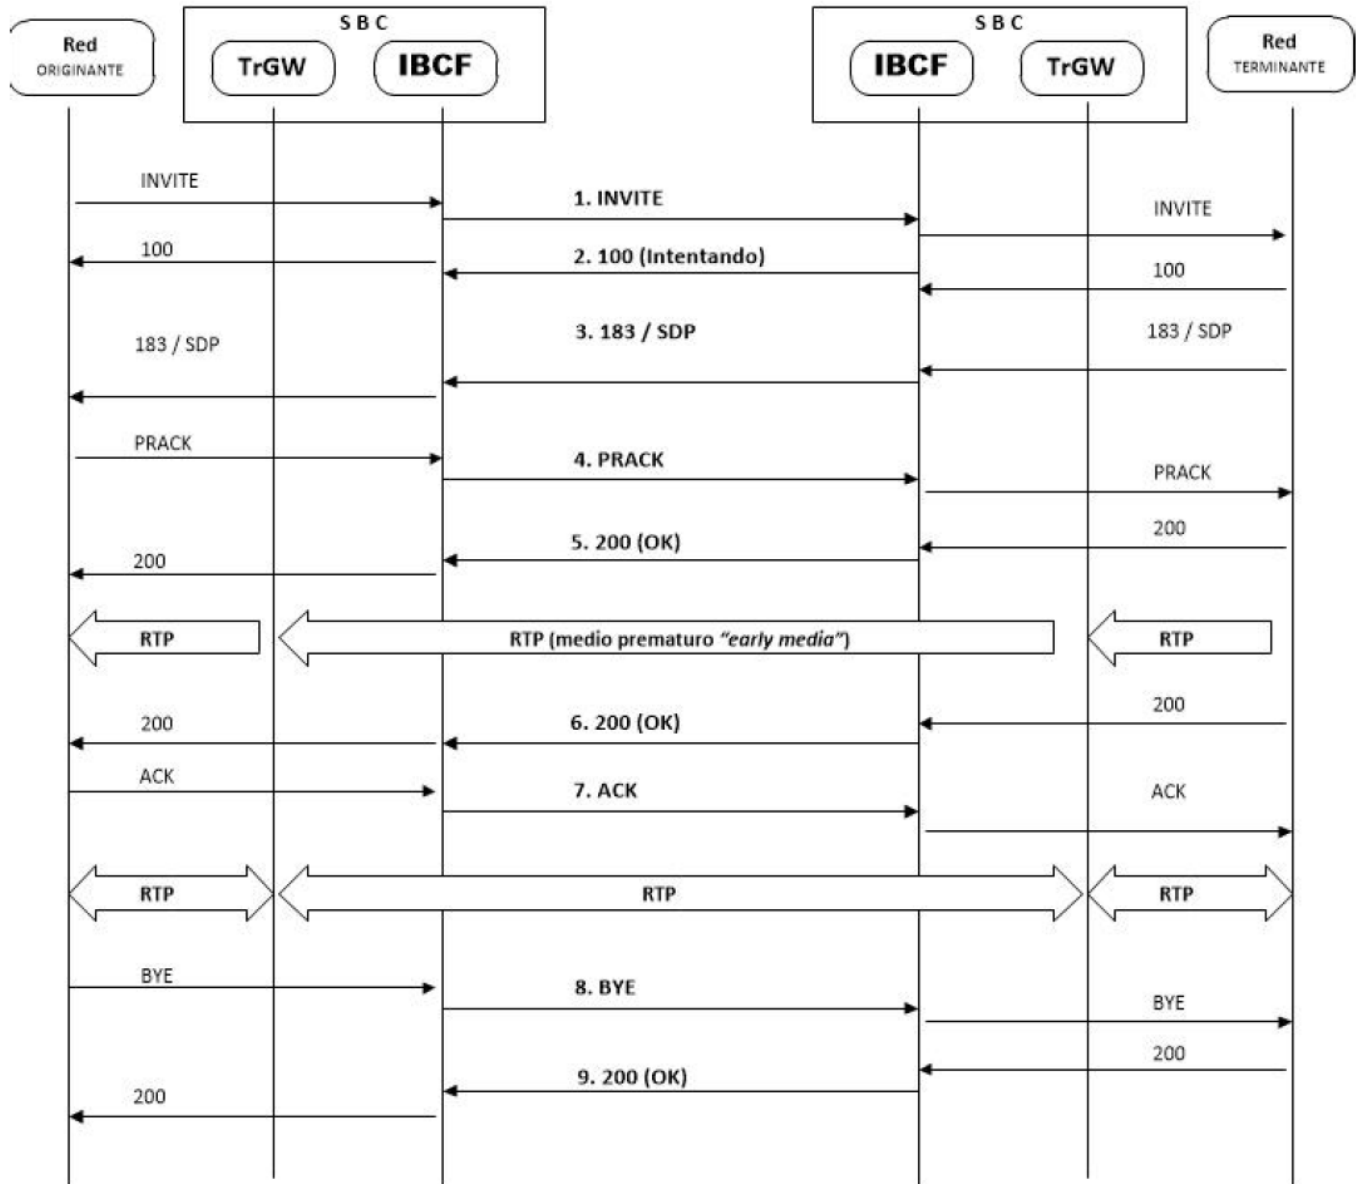 S B C
S B C
Red
ORIGINANTE
TrGW
IBCF
IBCF
TrGW
Red
TERMINANTE
INVITE
1. INVITE
INVITE
100
2. 100 (Intentando)
100
183 / SDP
3. 183 / SDP
183 / SDP
PRACK
4. PRACK
PRACK
200
5. 200 (OK)
200
RTP
RTP (medio prematuro “early media”)
RTP
200
6. 200 (OK)
200
ACK
7. ACK
ACK
RTP
RTP
RTP
BYE
8. BYE
BYE
200
9. 200 (OK)
200